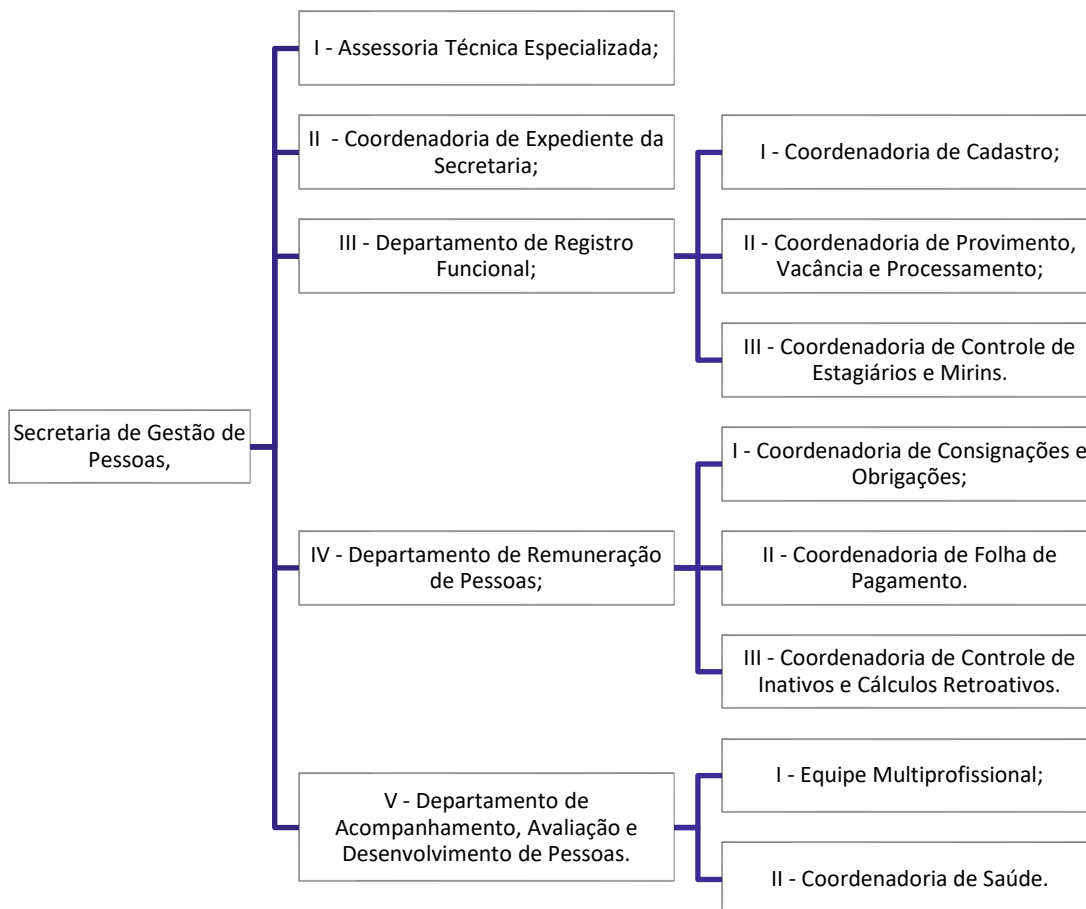 Secretaria de Gestão de
Pessoas,
I - Assessoria Técnica Especializada;
II - Coordenadoria de Expediente da
Secretaria;
III - Departamento de Registro
Funcional;
I - Coordenadoria de Cadastro;
II - Coordenadoria de Provimento,
Vacância e Processamento;
III - Coordenadoria de Controle de
Estagiários e Mirins.
IV - Departamento de Remuneração
de Pessoas;
I - Coordenadoria de Consignações e
Obrigações;
II - Coordenadoria de Folha de
Pagamento.
III - Coordenadoria de Controle de
Inativos e Cálculos Retroativos.
V - Departamento de
Acompanhamento, Avaliação e
Desenvolvimento de Pessoas.
I - Equipe Multiprofissional;
II - Coordenadoria de Saúde.